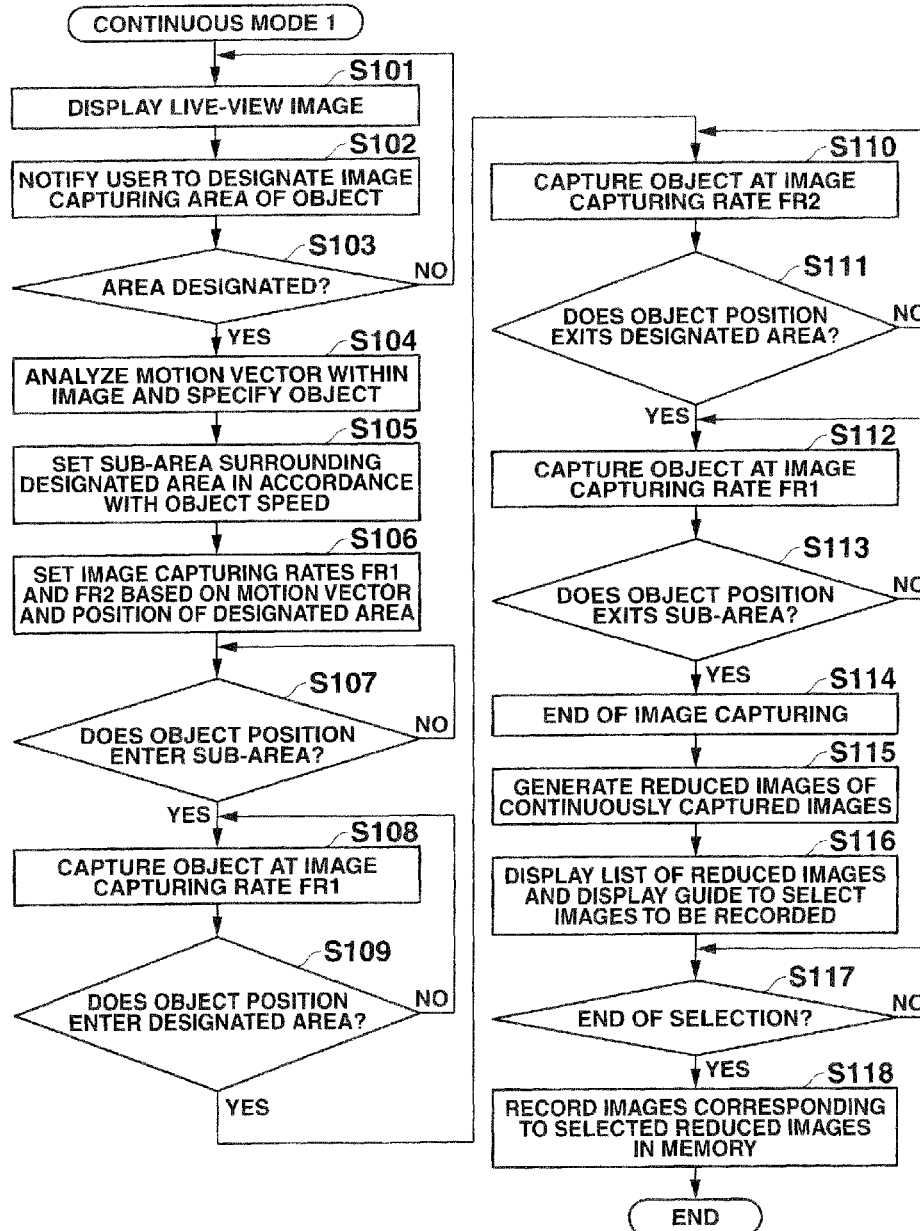 CONTINUOUS MODE 1
S101
DISPLAY LIVE-VIEW IMAGE
S102
NOTIFY USER TO DESIGNATE IMAGE
CAPTURING AREA OF OBJECT
S103
AREA DESIGNATED?
NO
YES
S104
ANALYZE MOTION VECTOR WITHIN
IMAGE AND SPECIFY OBJECT
S105
SET SUB-AREA SURROUNDING
DESIGNATED AREA IN ACCORDANCE
WITH OBJECT SPEED
S106
SET IMAGE CAPTURING RATES FR1
AND FR2 BASED ON MOTION VECTOR
AND POSITION OF DESIGNATED AREA
S107
DOES OBJECT POSITION
ENTER SUB-AREA?
NO
YES
S108
CAPTURE OBJECT AT IMAGE
CAPTURING RATE FR1
S109
DOES OBJECT POSITION
ENTER DESIGNATED AREA?
NO
YES
S110
CAPTURE OBJECT AT IMAGE
CAPTURING RATE FR2
S111
DOES OBJECT POSITION
EXITS DESIGNATED AREA?
NO
YES
S112
CAPTURE OBJECT AT IMAGE
CAPTURING RATE FR1
S113
DOES OBJECT POSITION
EXITS SUB-AREA?
NO
YES
S114
END OF IMAGE CAPTURING
S115
GENERATE REDUCED IMAGES OF
CONTINUOUSLY CAPTURED IMAGES
S116
DISPLAY LIST OF REDUCED IMAGES
AND DISPLAY GUIDE TO SELECT
IMAGES TO BE RECORDED
S117
END OF SELECTION?
NO
YES
S118
RECORD IMAGES CORRESPONDING
TO SELECTED REDUCED IMAGES
IN MEMORY
END